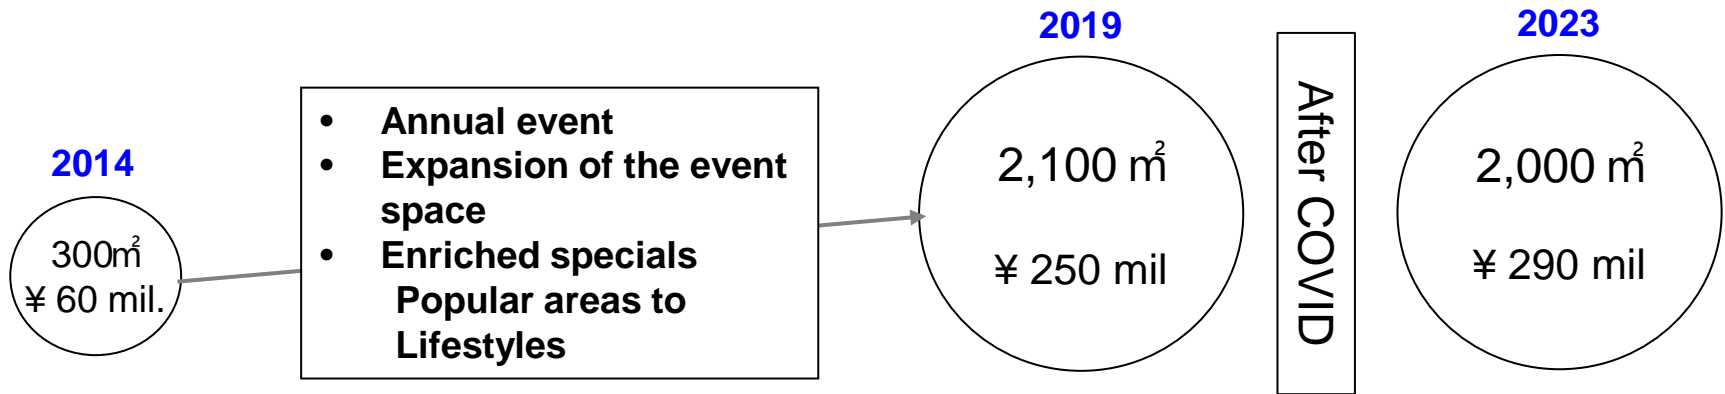 2014
300㎡
¥ 60 mil.
• Annual event
• Expansion of the event
space
• Enriched specials
Popular areas to
Lifestyles
2019
2,100 ㎡
¥ 250 mil
After COVID
2023
2,000 ㎡
¥ 290 mil